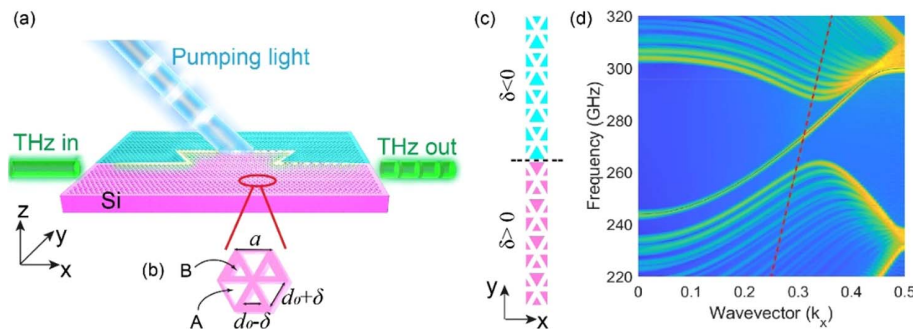 (a)
Pumping light
THz in
THz out
Si
z
y
x
(b)
a
B
A
d₀+δ
d₀-δ
(c)
δ<0
δ>0
y
x
(d)
320
300
280
260
240
220
Frequency (GHz)
0 0.1 0.2 0.3 0.4 0.5
Wavevector (kₓ)